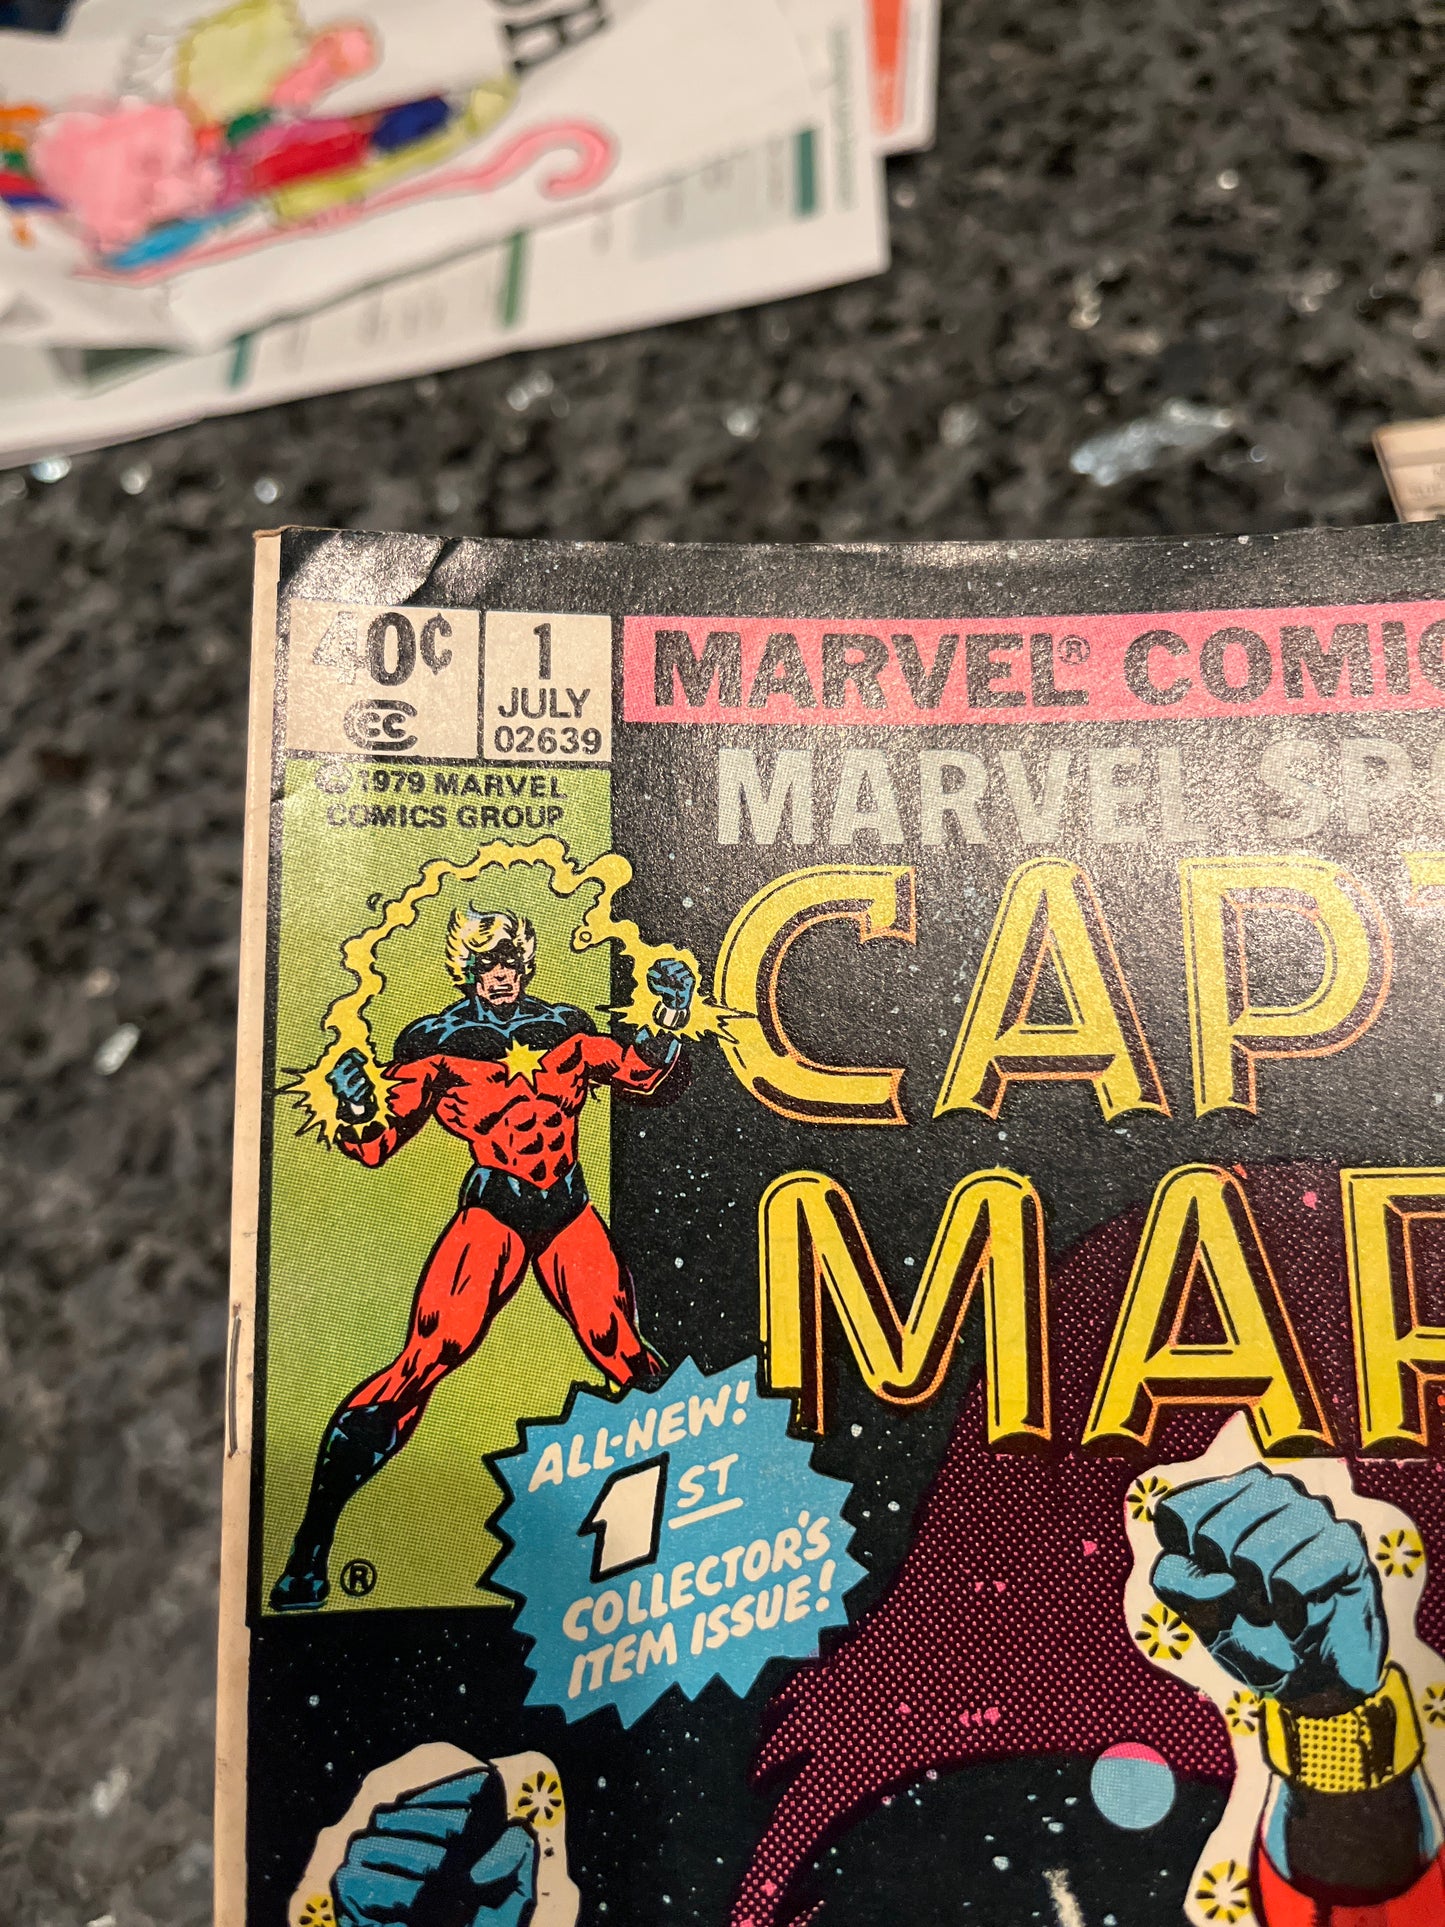 40¢
CC
1
JULY
02639
© 1979 MARVEL
COMICS GROUP
MARVEL® COMIC
MARVEL SP
CAPT
MAR
ALL-NEW!
1ST
COLLECTOR'S
ITEM ISSUE!
®